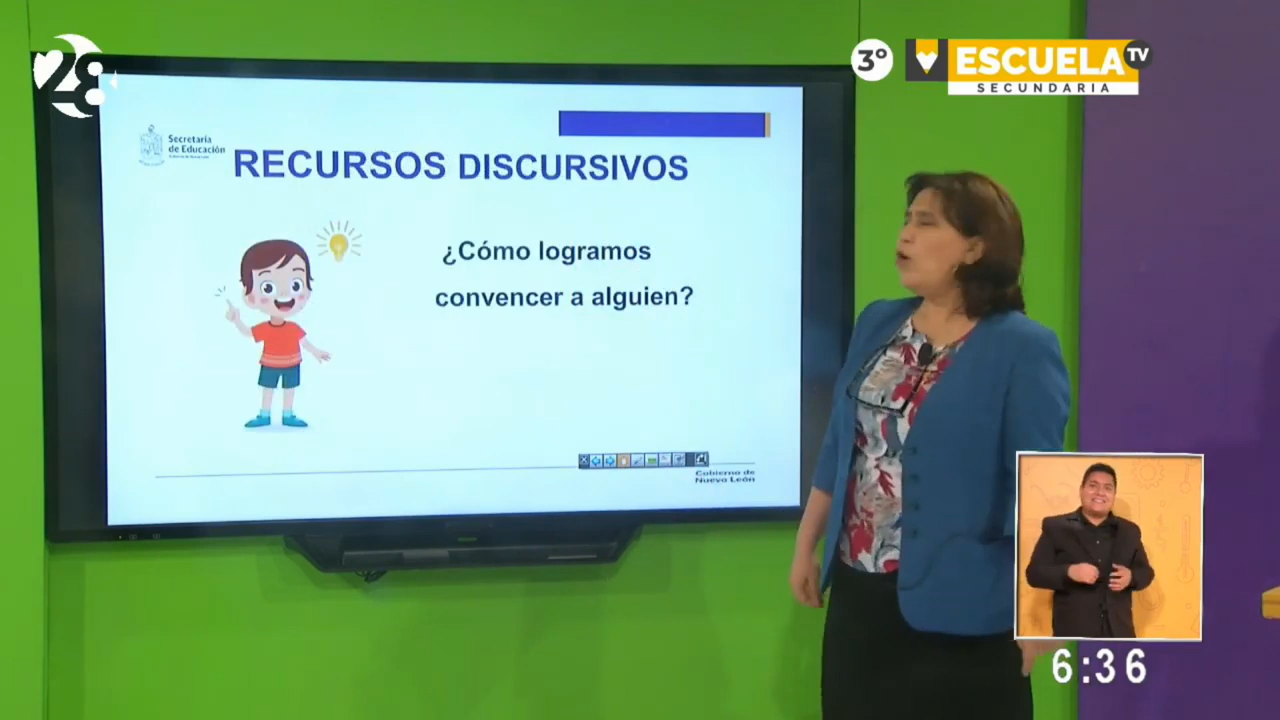 28
3º
ESCUELA TV
SECUNDARIA
Secretaría
de Educación
RECURSOS DISCURSIVOS
¿Cómo logramos
convencer a alguien?
Gobierno de
Nuevo León
6:36